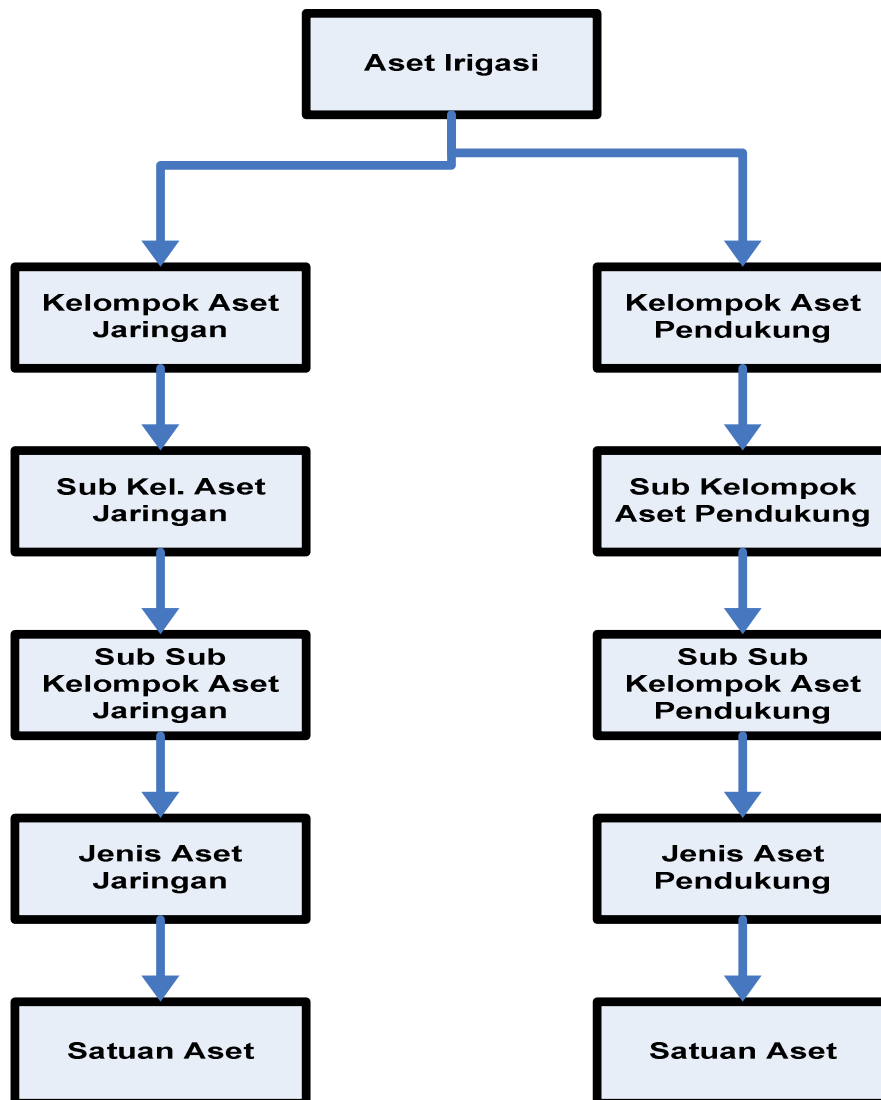 Aset Irigasi
Kelompok Aset
Jaringan
Kelompok Aset
Pendukung
Sub Kel. Aset
Jaringan
Sub Kelompok
Aset Pendukung
Sub Sub
Kelompok Aset
Jaringan
Sub Sub
Kelompok Aset
Pendukung
Jenis Aset
Jaringan
Jenis Aset
Pendukung
Satuan Aset
Satuan Aset